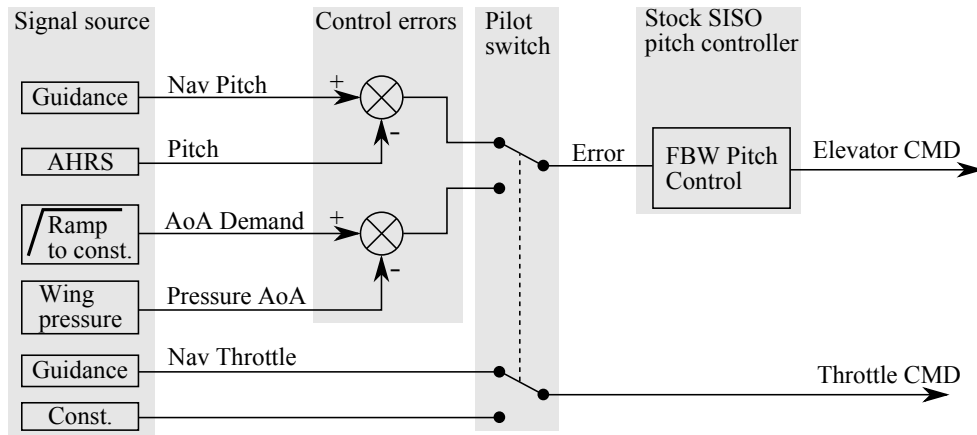 Signal source
Control errors
Pilot
switch
Stock SISO
pitch controller
Guidance
Nav Pitch
+
-
AHRS
Pitch
Error
FBW Pitch
Control
Elevator CMD
Ramp
to const.
AoA Demand
+
-
Wing
pressure
Pressure AoA
Guidance
Nav Throttle
Throttle CMD
Const.